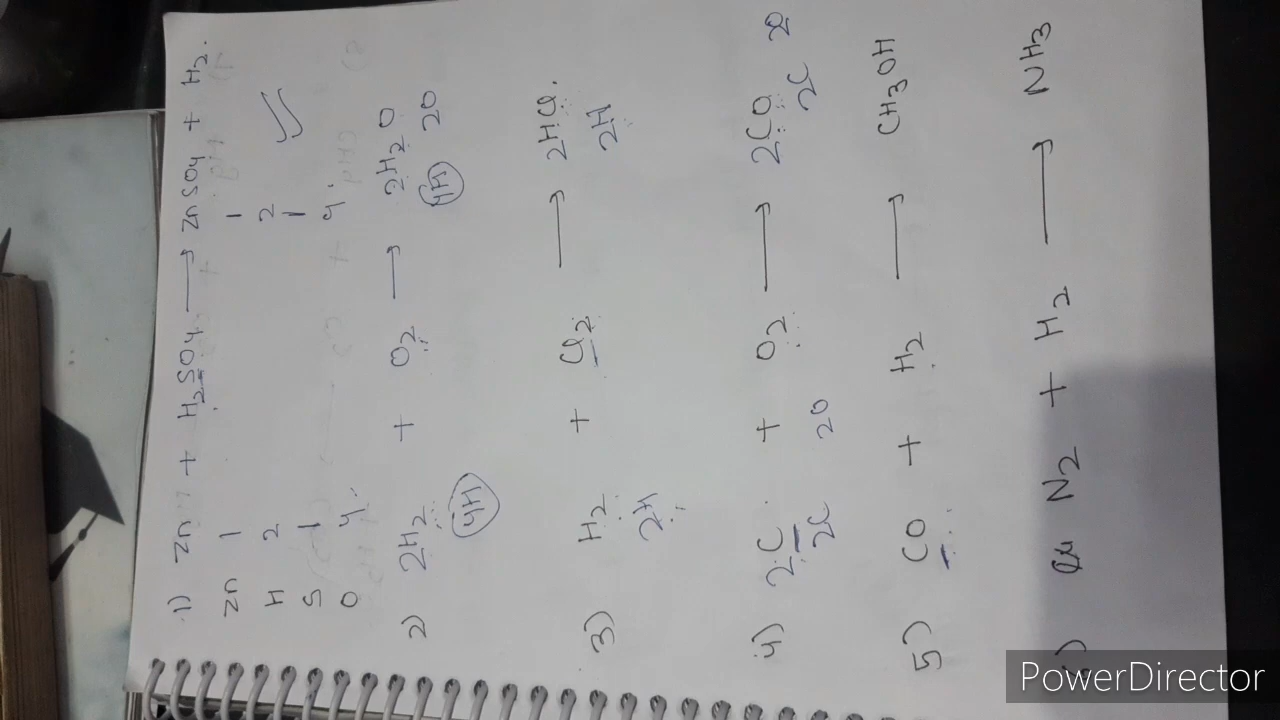 1) Zn + H2SO4 → ZnSO4 + H2.
Zn 1 1
H 2 2
S 1 1
O 4 4
2) 2H2 + O2 → 2H2O
4H 4H 2O
3) H2 + Cl2 → 2HCl.
2H 2H
4) 2C + O2 → 2CO
2C 2O 2C 2
5) CO + H2 → CH3OH
N2 + H2 → NH3
PowerDirector